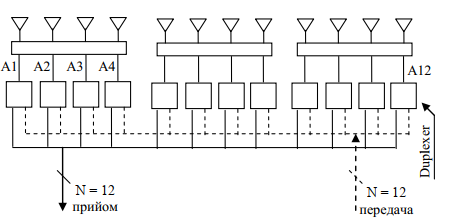 A1 A2 A3 A4 A12
Duplexer
N = 12
прийом
N = 12
передача